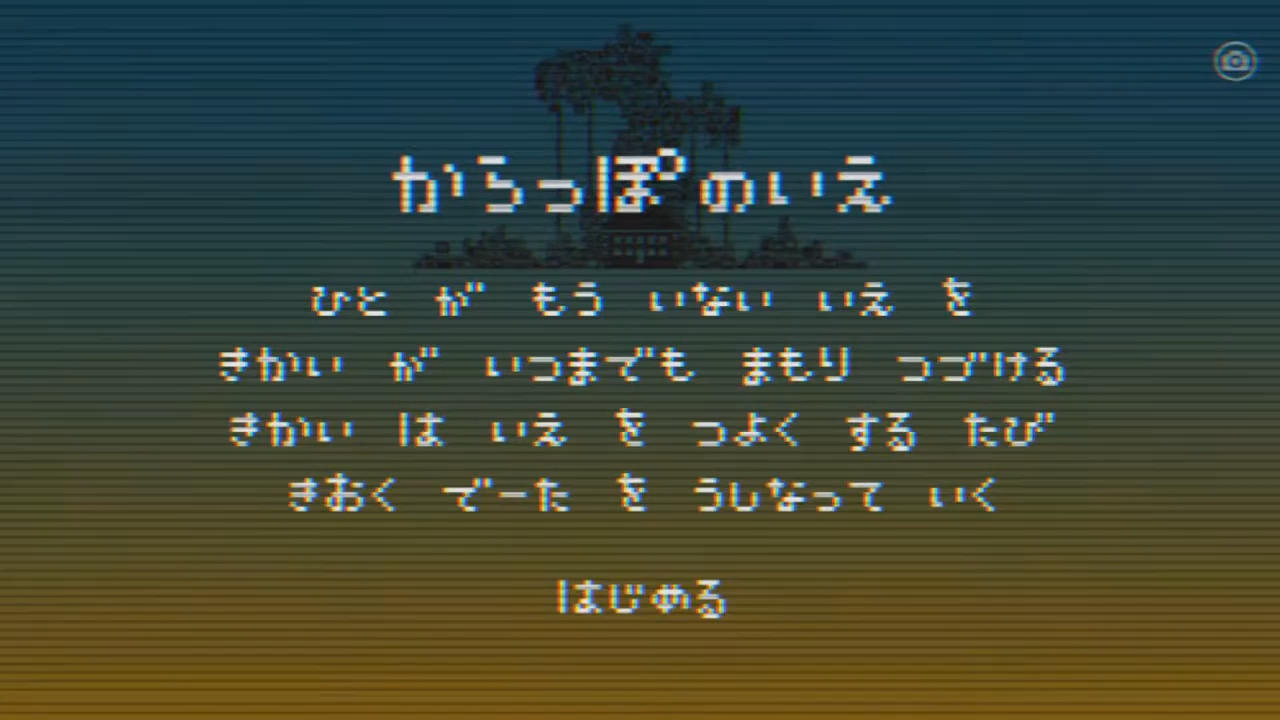 からっぽのいえ
ひと が もう いない いえ を
きかい が いつまでも まもり つづける
きかい は いえ を つよく する たび
きおく でーた を うしなって いく
はじめる